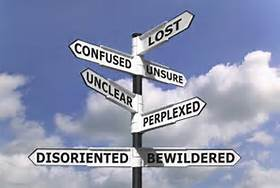 LOST
CONFUSED
UNSURE
UNCLEAR
PERPLEXED
DISORIENTED
BEWILDERED